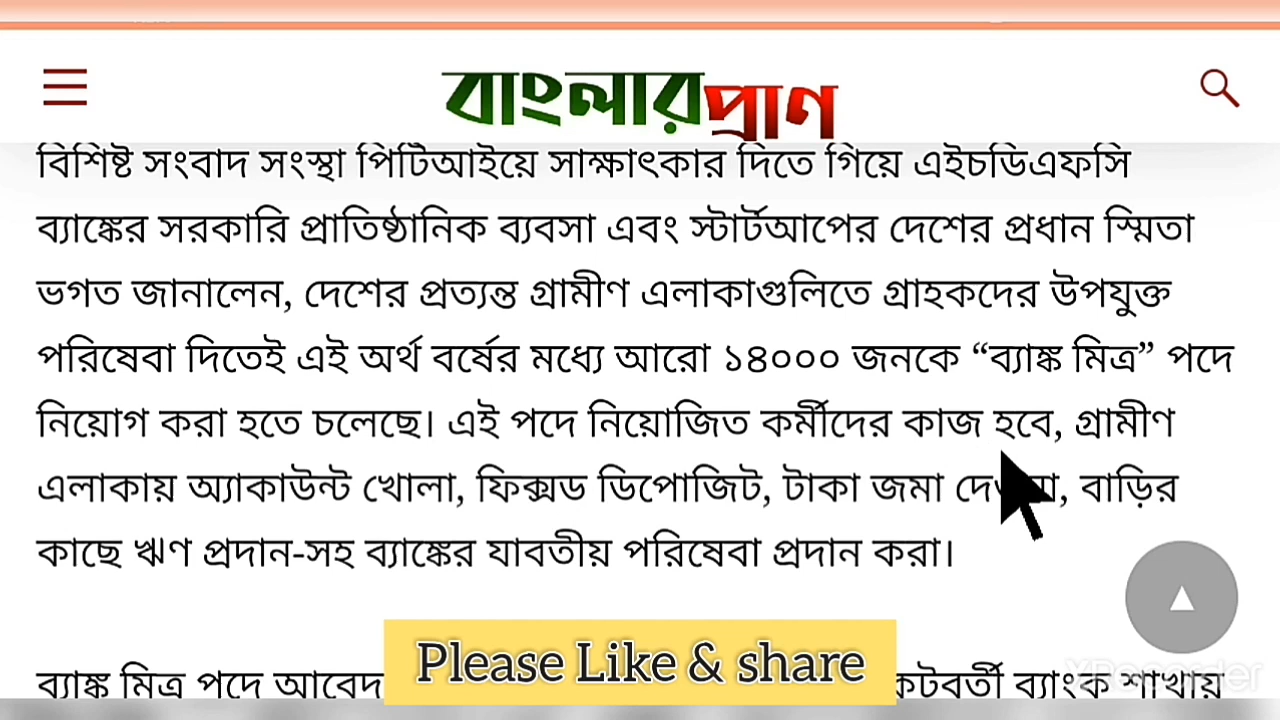 বাংলারপ্রাণ
বিশিষ্ট সংবাদ সংস্থা পিটিআইয়ে সাক্ষাৎকার দিতে গিয়ে এইচডিএফসি
ব্যাঙ্কের সরকারি প্রাতিষ্ঠানিক ব্যবসা এবং স্টার্টআপের দেশের প্রধান স্মিতা
ভগত জানালেন, দেশের প্রত্যন্ত গ্রামীণ এলাকাগুলিতে গ্রাহকদের উপযুক্ত
পরিষেবা দিতেই এই অর্থ বর্ষের মধ্যে আরো ১৪০০০ জনকে “ব্যাঙ্ক মিত্র” পদে
নিয়োগ করা হতে চলেছে। এই পদে নিয়োজিত কর্মীদের কাজ হবে, গ্রামীণ
এলাকায় অ্যাকাউন্ট খোলা, ফিক্সড ডিপোজিট, টাকা জমা বাড়ির
কাছে ঋণ প্রদান-সহ ব্যাঙ্কের যাবতীয় পরিষেবা প্রদান করা।
Please Like & share
ব্যাঙ্ক মিত্র পদে ব্যাংক শাখায়
XRecorder